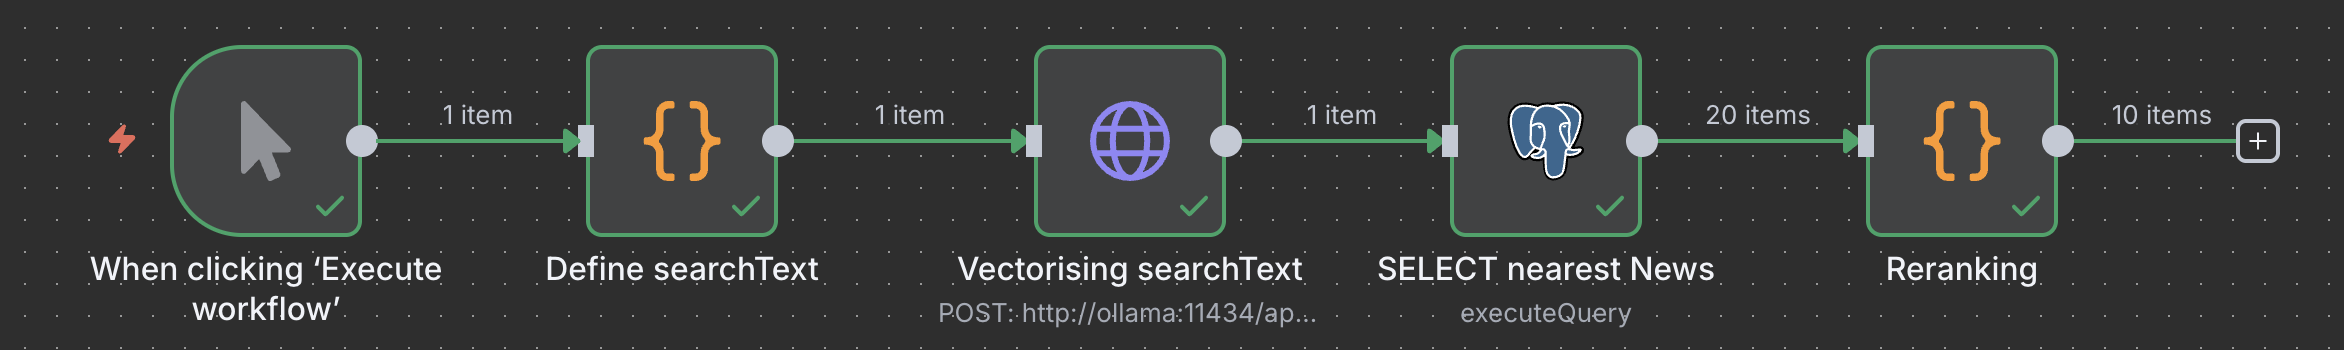 1 item
1 item
1 item
20 items
10 items
When clicking ‘Execute
workflow’
Define searchText
Vectorising searchText
POST: http://ollama:11434/ap...
SELECT nearest News
executeQuery
Reranking